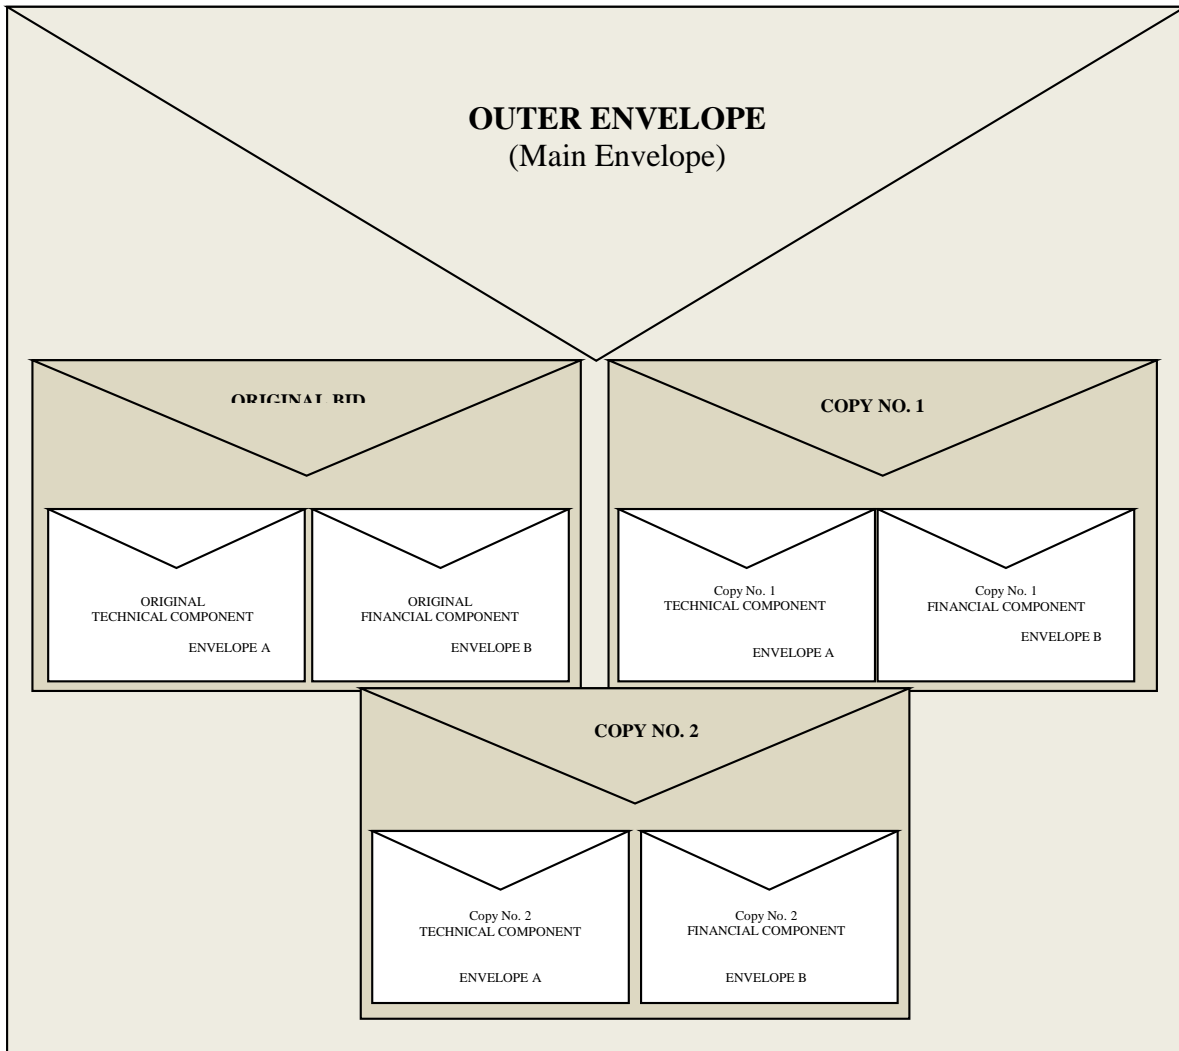 OUTER ENVELOPE
(Main Envelope)
ORIGINAL BID
COPY NO. 1
ORIGINAL
TECHNICAL COMPONENT
ENVELOPE A
ORIGINAL
FINANCIAL COMPONENT
ENVELOPE B
Copy No. 1
TECHNICAL COMPONENT
ENVELOPE A
Copy No. 1
FINANCIAL COMPONENT
ENVELOPE B
COPY NO. 2
Copy No. 2
TECHNICAL COMPONENT
ENVELOPE A
Copy No. 2
FINANCIAL COMPONENT
ENVELOPE B